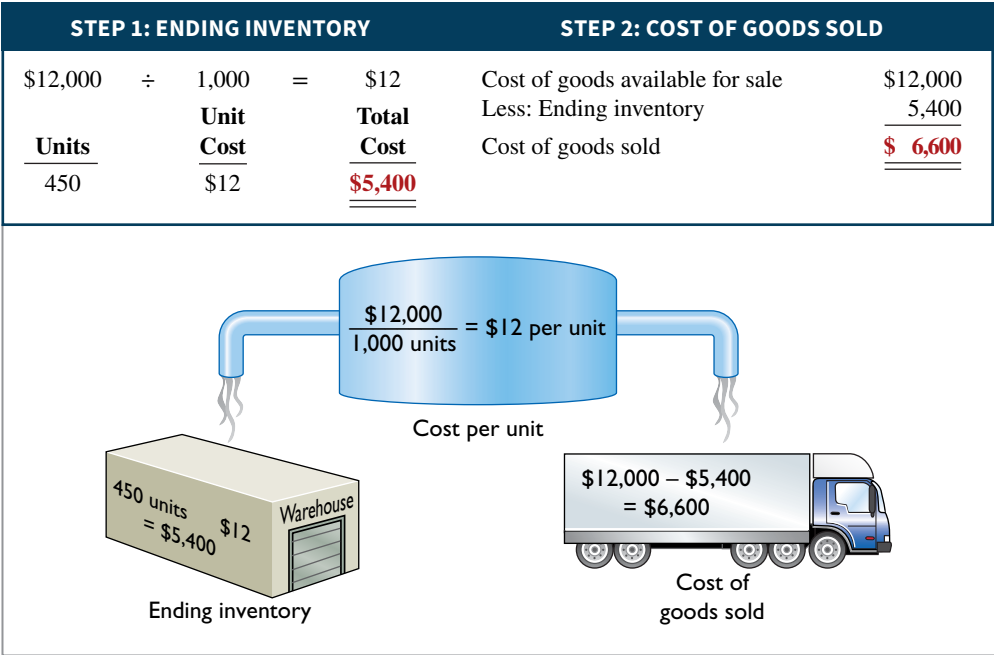 STEP 1: ENDING INVENTORY
$12,000 ÷ 1,000 = $12
Unit Total
Units Cost Cost
450 $12 $5,400
STEP 2: COST OF GOODS SOLD
Cost of goods available for sale $12,000
Less: Ending inventory 5,400
Cost of goods sold $ 6,600
$12,000
1,000 units = $12 per unit
Cost per unit
450 units $12
= $5,400
Warehouse
Ending inventory
$12,000 – $5,400
= $6,600
Cost of
goods sold